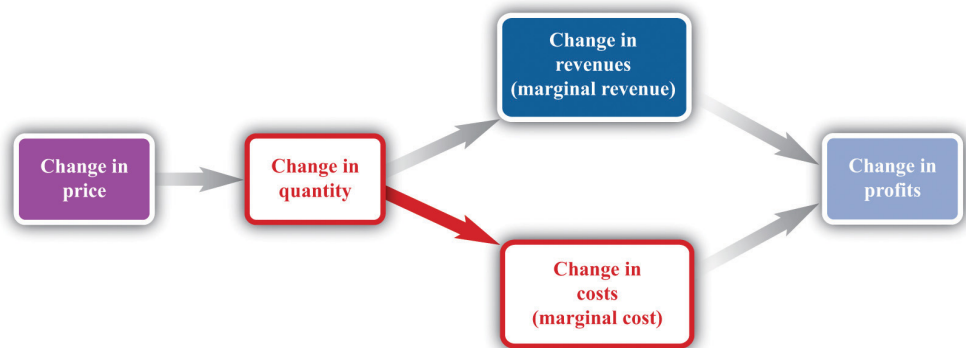 Change in
price
Change in
quantity
Change in
revenues
(marginal revenue)
Change in
costs
(marginal cost)
Change in
profits